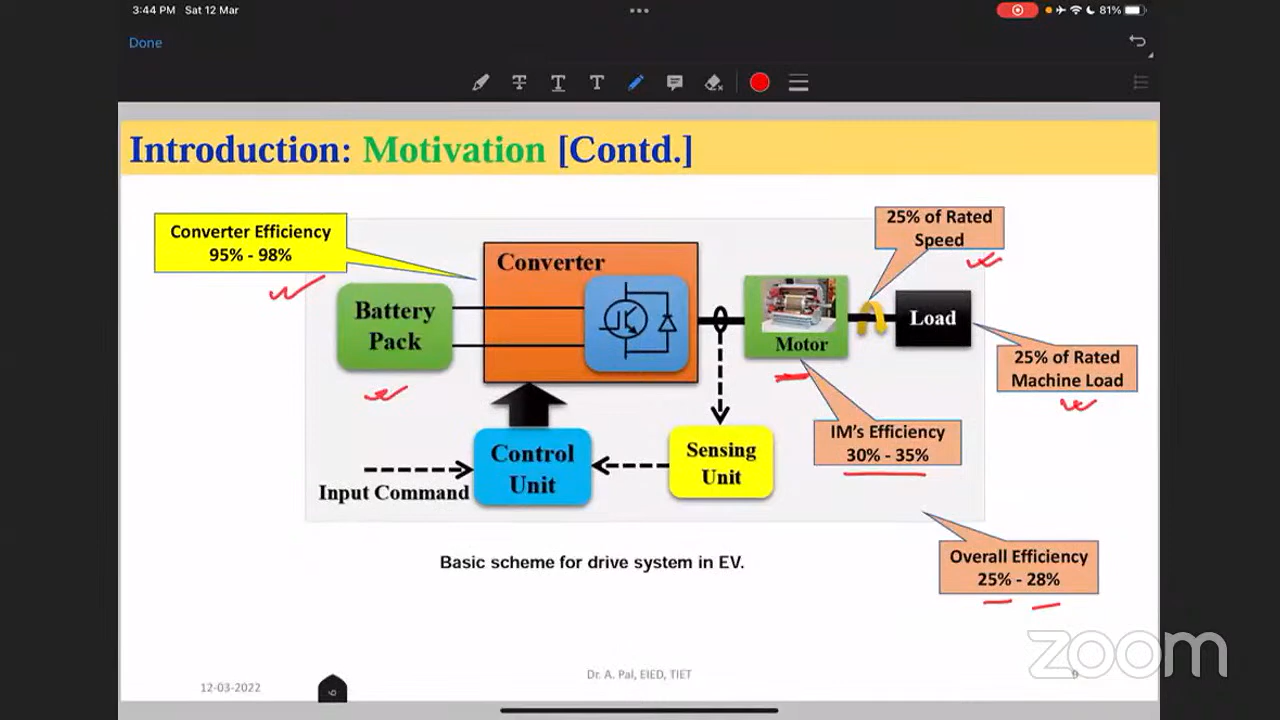 3:44 PM Sat 12 Mar
81%
Done
Introduction: Motivation [Contd.]
Converter Efficiency
95% - 98%
25% of Rated
Speed
Converter
Battery
Pack
Motor
Load
25% of Rated
Machine Load
IM's Efficiency
30% - 35%
Control
Unit
Sensing
Unit
Input Command
Overall Efficiency
25% - 28%
Basic scheme for drive system in EV.
zoom
12-03-2022
Dr. A. Pal, EIED, TIET
9